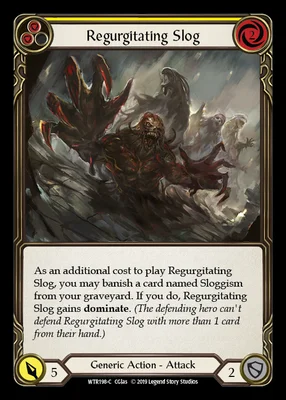 Regurgitating Slog
2
As an additional cost to play Regurgitating
Slog, you may banish a card named Sloggism
from your graveyard. If you do, Regurgitating
Slog gains dominate. (The defending hero can't
defend Regurgitating Slog with more than 1 card
from their hand.)
5
Generic Action - Attack
2
WTR198-C CGlas © 2019 Legend Story Studios